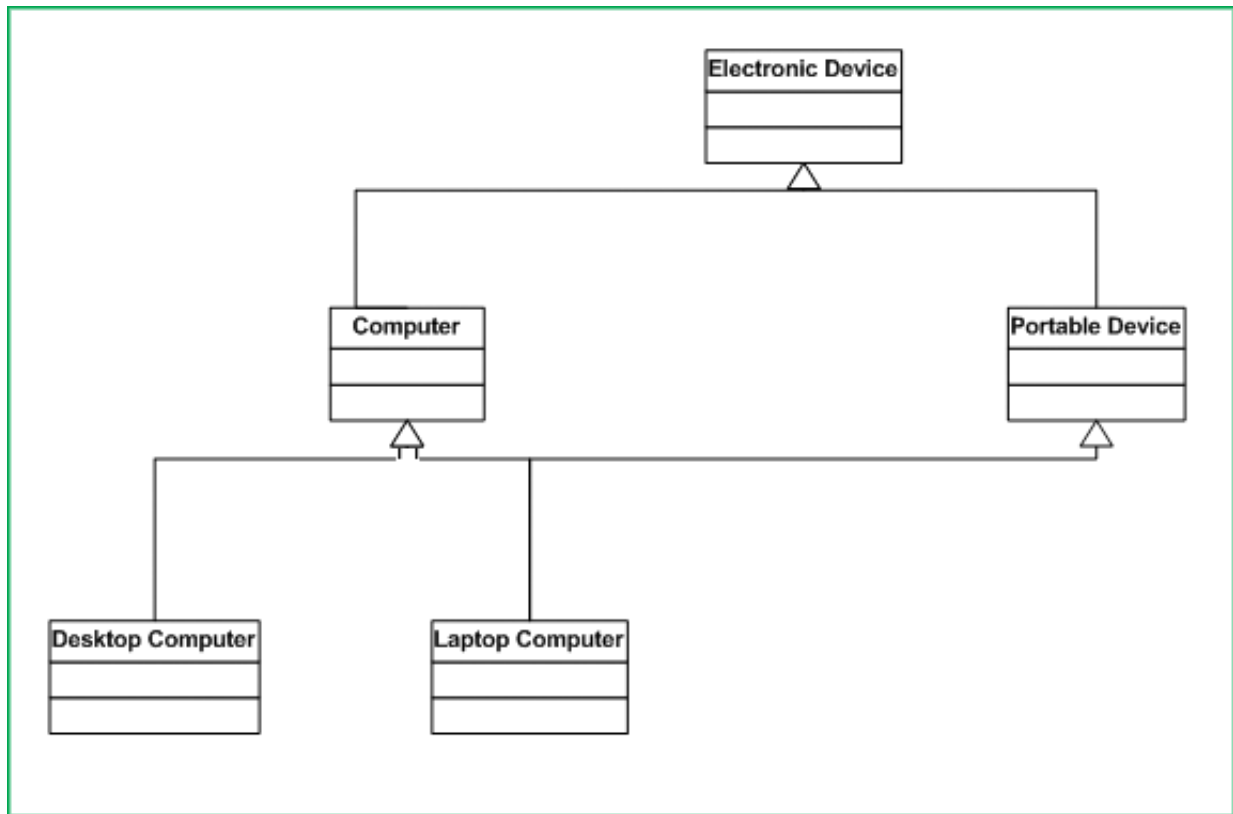 Electronic Device
Computer
Portable Device
Desktop Computer
Laptop Computer